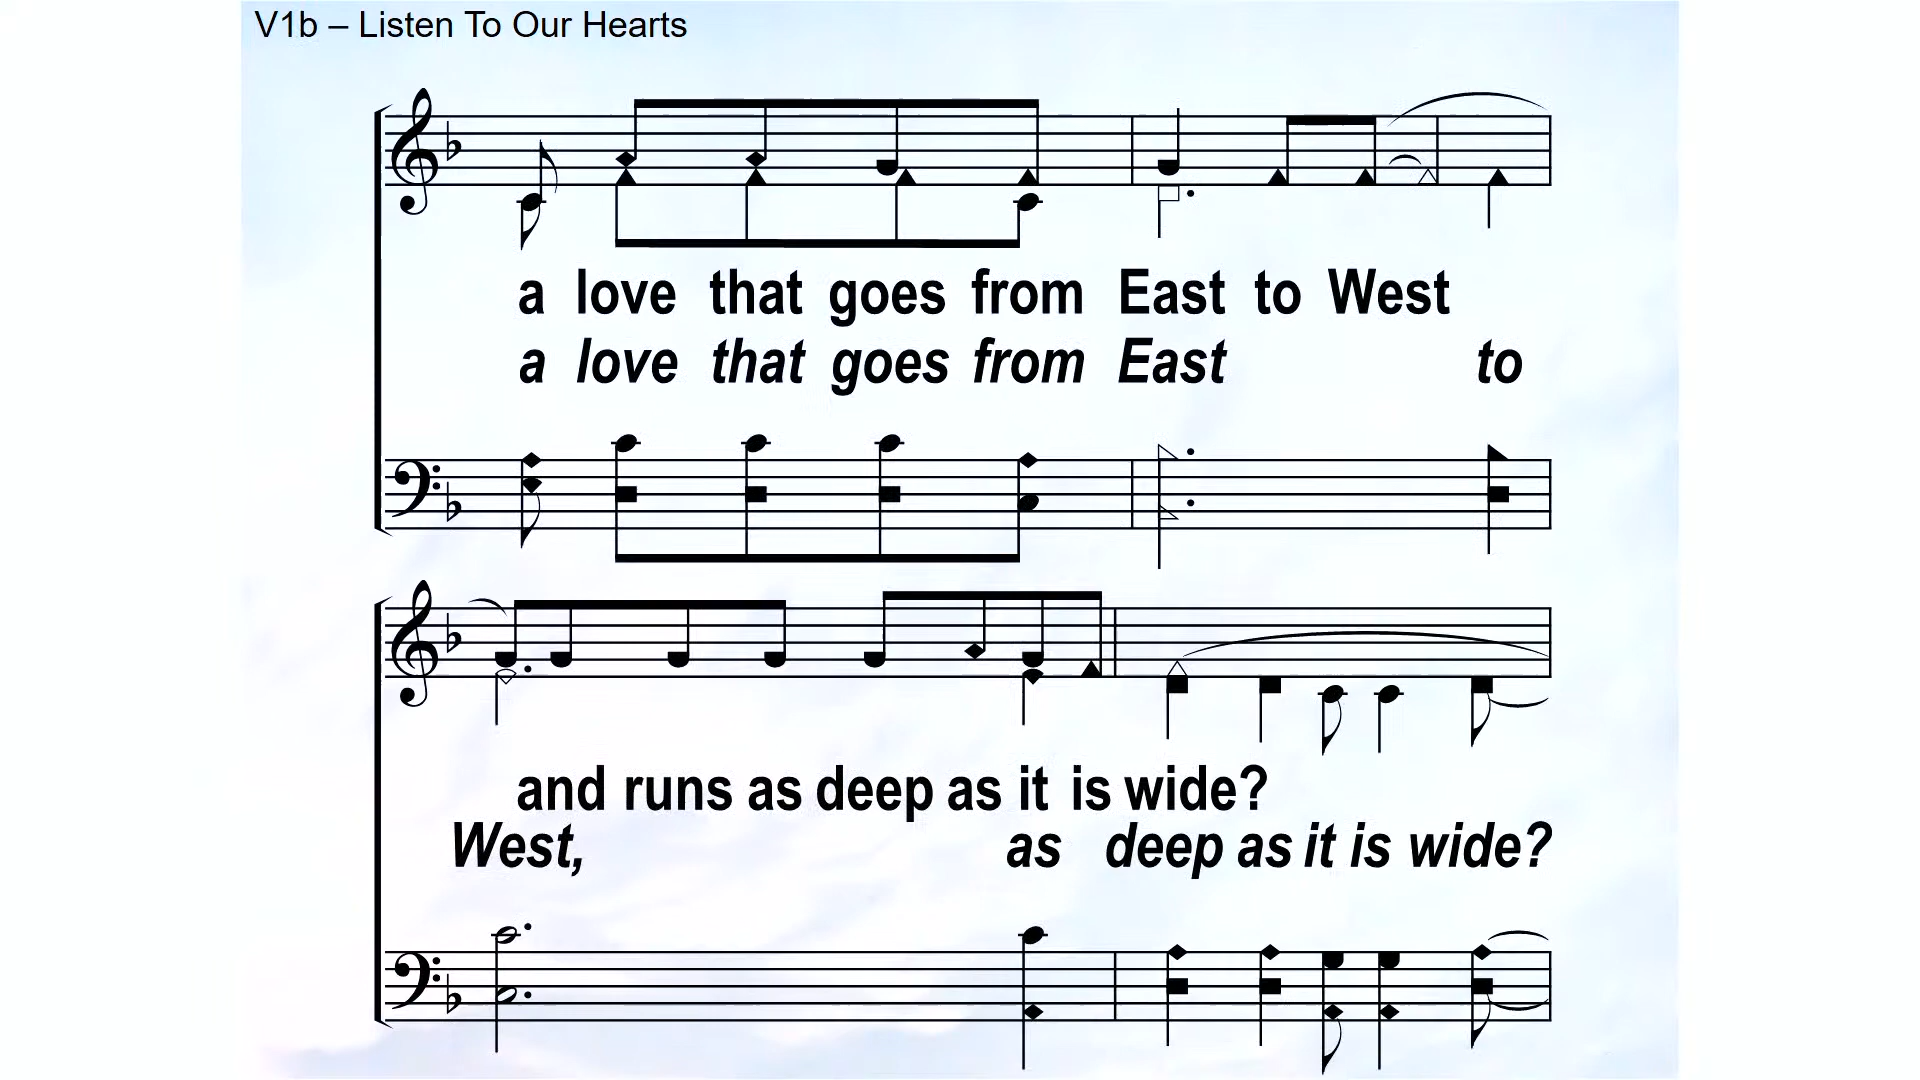 V1b – Listen To Our Hearts
a love that goes from East to West
a love that goes from East to
and runs as deep as it is wide?
West, as deep as it is wide?